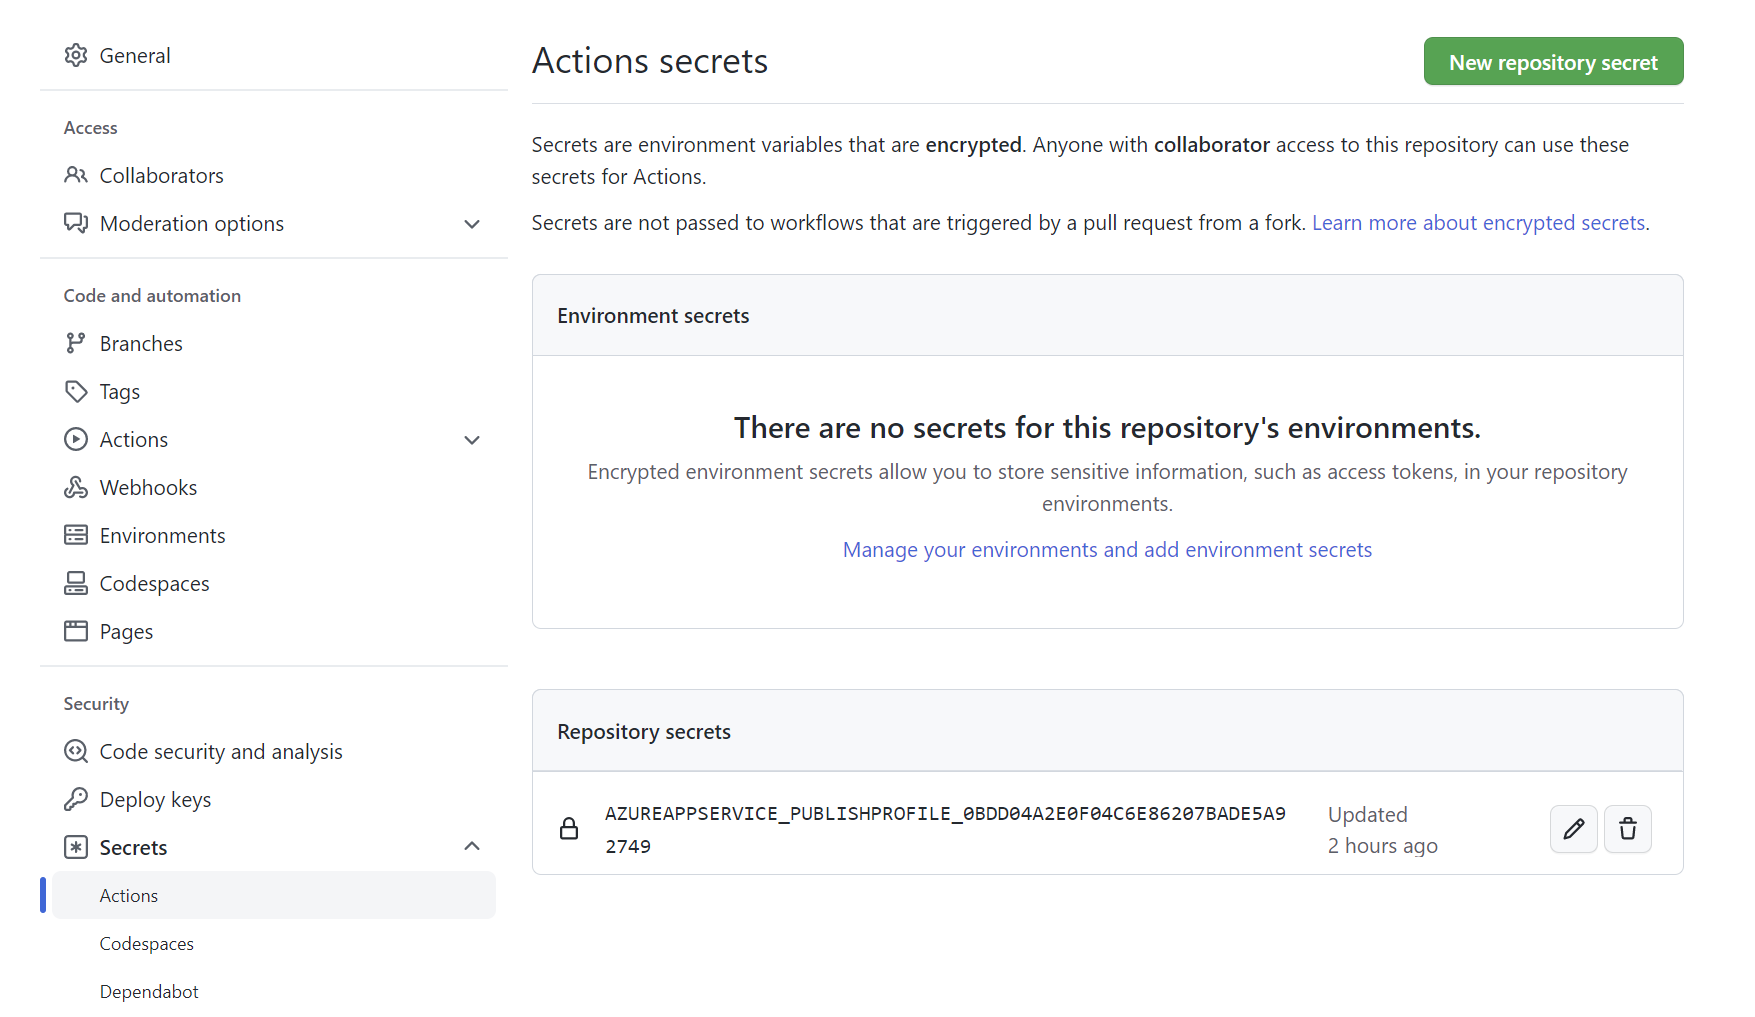 General
Access
Collaborators
Moderation options
Code and automation
Branches
Tags
Actions
Webhooks
Environments
Codespaces
Pages
Security
Code security and analysis
Deploy keys
Secrets
Actions
Codespaces
Dependabot
Actions secrets
New repository secret
Secrets are environment variables that are encrypted. Anyone with collaborator access to this repository can use these
secrets for Actions.
Secrets are not passed to workflows that are triggered by a pull request from a fork. Learn more about encrypted secrets.
Environment secrets
There are no secrets for this repository's environments.
Encrypted environment secrets allow you to store sensitive information, such as access tokens, in your repository
environments.
Manage your environments and add environment secrets
Repository secrets
AZUREAPPSERVICE_PUBLISHPROFILE_0BDD04A2E0F04C6E86207BADE5A9
2749
Updated
2 hours ago